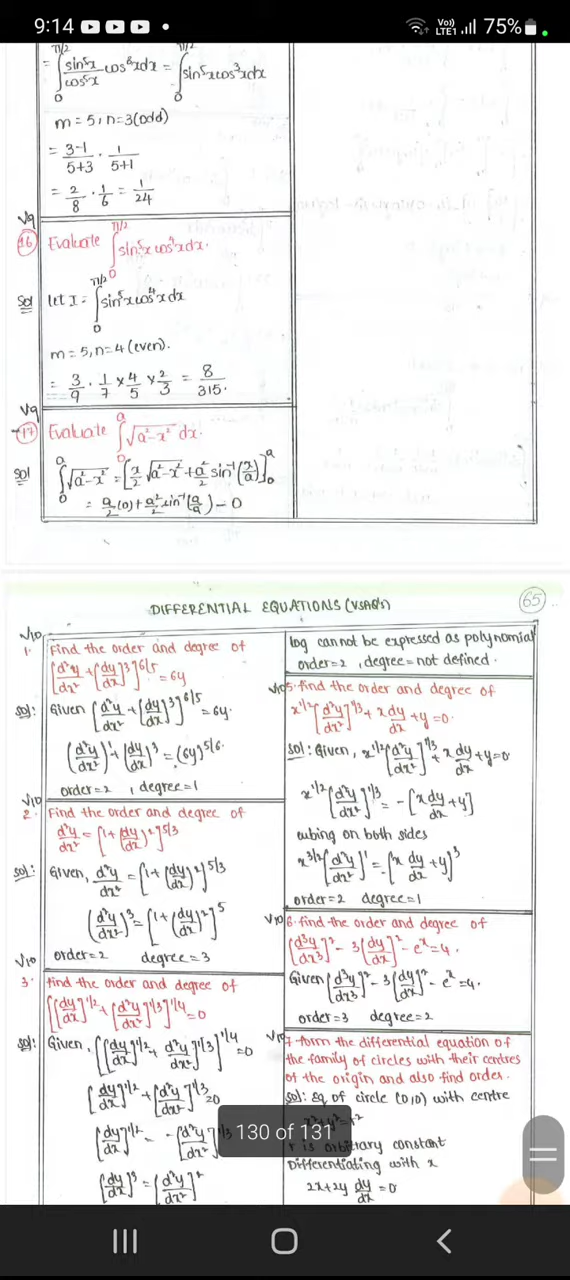 9:14
Vo)) LTE1 75%
π/2 π/2
= ∫ sin⁵x/cos⁵x cos⁸x dx = ∫ sin⁵x cos³x dx
0 0
m = 5, n = 3 (odd)
= 3-1/5+3 · 1/5+1
= 2/8 · 1/6 = 1/24
Vq
16 Evaluate ∫₀^π/2 sin⁵x cos⁴x dx.
Sol let I = ∫₀^π/2 sin⁵x cos⁴x dx
m = 5, n = 4 (even).
= 3/9 · 1/7 × 4/5 × 2/3 = 8/315.
Vq
17 Evaluate ∫₀^a √a²-x² dx.
Sol ∫₀^a √a²-x² = [x/2 √a²-x² + a²/2 sin⁻¹(x/a)]₀^a
= a/2(0) + a²/2 sin⁻¹(a/a) - 0
65
DIFFERENTIAL EQUATIONS (VSAQ's)
V10
1. Find the order and degree of
[d²y/dx² + [dy/dx]³]^6/5 = 6y
Sol: Given [d²y/dx² + [dy/dx]³]^6/5 = 6y.
(d²y/dx²)¹ + (dy/dx)³ = (6y)^5/6.
order = 2, degree = 1
V10
2. Find the order and degree of
d²y/dx² = [1 + (dy/dx)²]^5/3
Sol: Given, d²y/dx² = [1 + (dy/dx)²]^5/3
(d²y/dx²)³ = [1 + (dy/dx)²]⁵
order = 2 degree = 3
V10
3. find the order and degree of
[[dy/dx]^1/2 + [d²y/dx²]^1/3]^1/4 = 0
Sol: Given, [[dy/dx]^1/2 + d²y/dx²]^1/3]^1/4 = 0
[dy/dx]^1/2 + [d²y/dx²]^1/3 = 0
[dy/dx]^1/2 = -[d²y/dx²]^1/3
[dy/dx]³ = [d²y/dx²]²
log cannot be expressed as polynomial
order = 2, degree = not defined.
V10 5. find the order and degree of
x^1/2 [d²y/dx²]^1/3 + x dy/dx + y = 0.
Sol: Given, x^1/2 [d²y/dx²]^1/3 + x dy/dx + y = 0
x^1/2 [d²y/dx²]^1/3 = -[x dy/dx + y]
cubing on both sides
x^3/2 [d²y/dx²]¹ = -[x dy/dx + y]³
order = 2 degree = 1
V10 6. find the order and degree of
[d³y/dx³]² - 3[dy/dx]² - eˣ = 4.
Given [d³y/dx³]² - 3[dy/dx]² - eˣ = 4.
order = 3 degree = 2
V10 7. form the differential equation of
the family of circles with their centres
of the origin and also find order.
Sol: Eq of circle (0,0) with centre
x²+y²=r²
r is arbitrary constant
Differentiating with x
2x + 2y dy/dx = 0
130 of 131